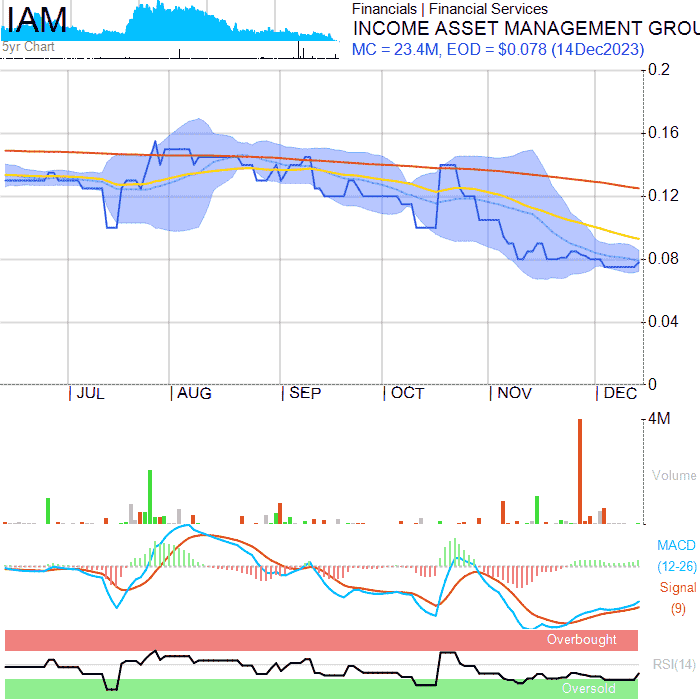 IAM
5yr Chart
Financials | Financial Services
INCOME ASSET MANAGEMENT GROU
MC = 23.4M, EOD = $0.078 (14Dec2023)
0.2
0.16
0.12
0.08
0.04
0
JUL
AUG
SEP
OCT
NOV
DEC
4M
Volume
MACD
(12-26)
Signal
(9)
Overbought
RSI(14)
Oversold